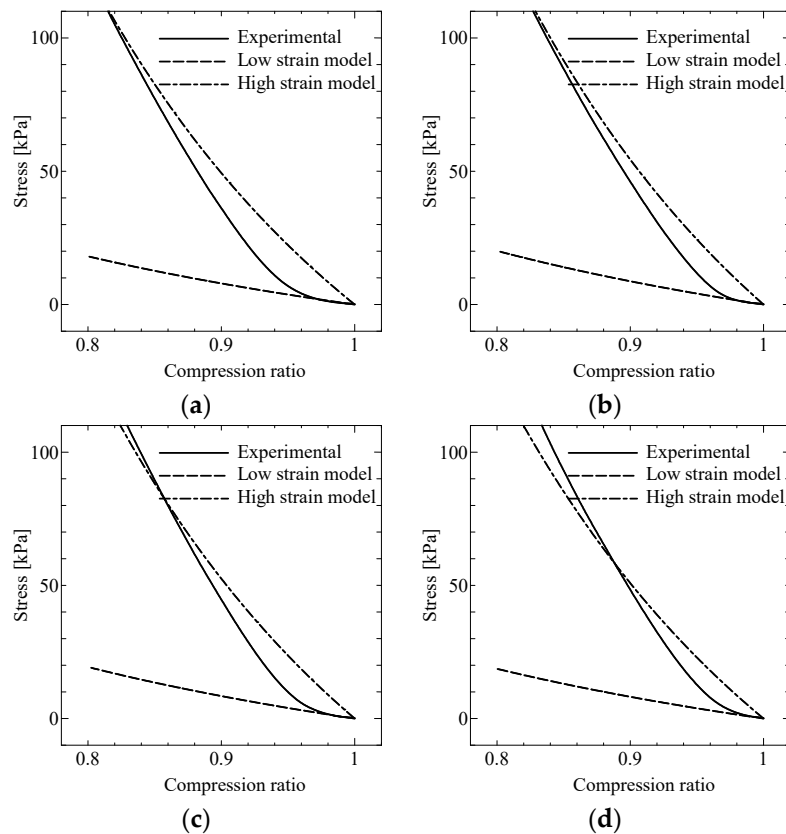 100
50
0
Stress [kPa]
Experimental
Low strain model
High strain model
0.8
0.9
1
Compression ratio
(a)
100
50
0
Stress [kPa]
Experimental
Low strain model
High strain model
0.8
0.9
1
Compression ratio
(b)
100
50
0
Stress [kPa]
Experimental
Low strain model
High strain model
0.8
0.9
1
Compression ratio
(c)
100
50
0
Stress [kPa]
Experimental
Low strain model
High strain model
0.8
0.9
1
Compression ratio
(d)